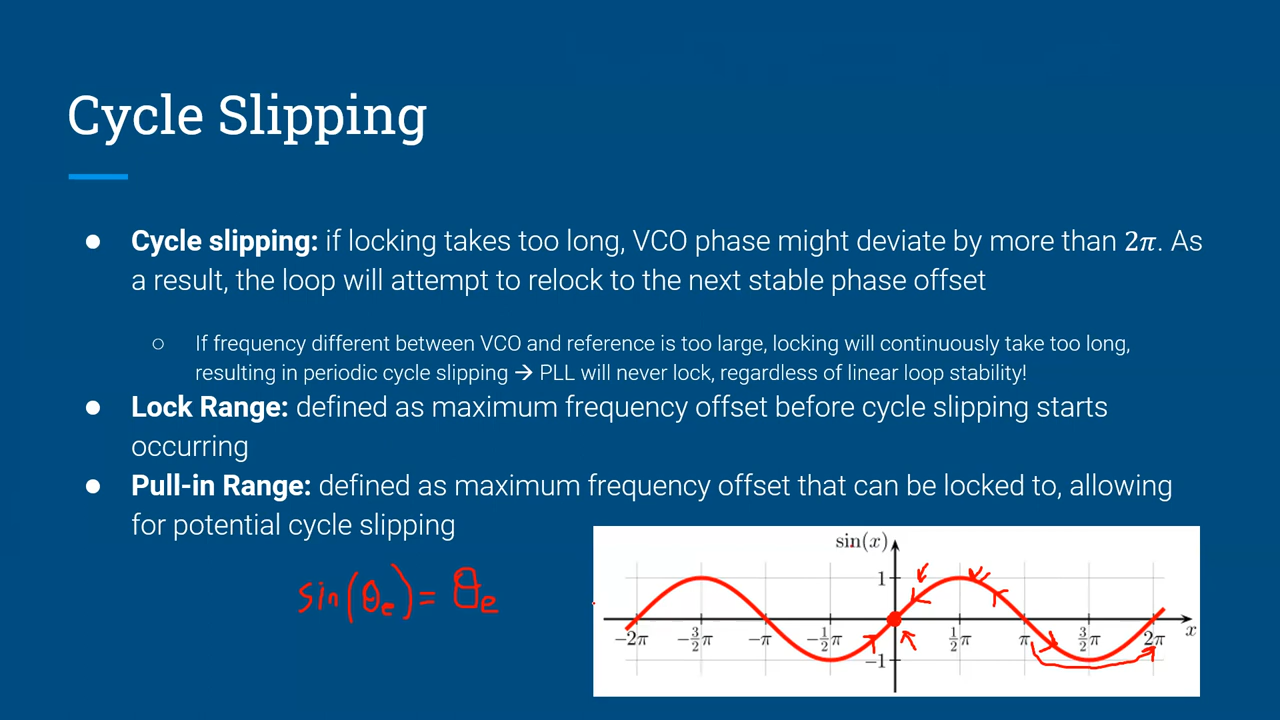 Cycle Slipping
● Cycle slipping: if locking takes too long, VCO phase might deviate by more than 2π. As
a result, the loop will attempt to relock to the next stable phase offset
○ If frequency different between VCO and reference is too large, locking will continuously take too long,
resulting in periodic cycle slipping → PLL will never lock, regardless of linear loop stability!
● Lock Range: defined as maximum frequency offset before cycle slipping starts
occurring
● Pull-in Range: defined as maximum frequency offset that can be locked to, allowing
for potential cycle slipping
sin(θe) = θe
sin(x)
1
−2π −3/2π −π −1/2π 1/2π π 3/2π 2π x
−1